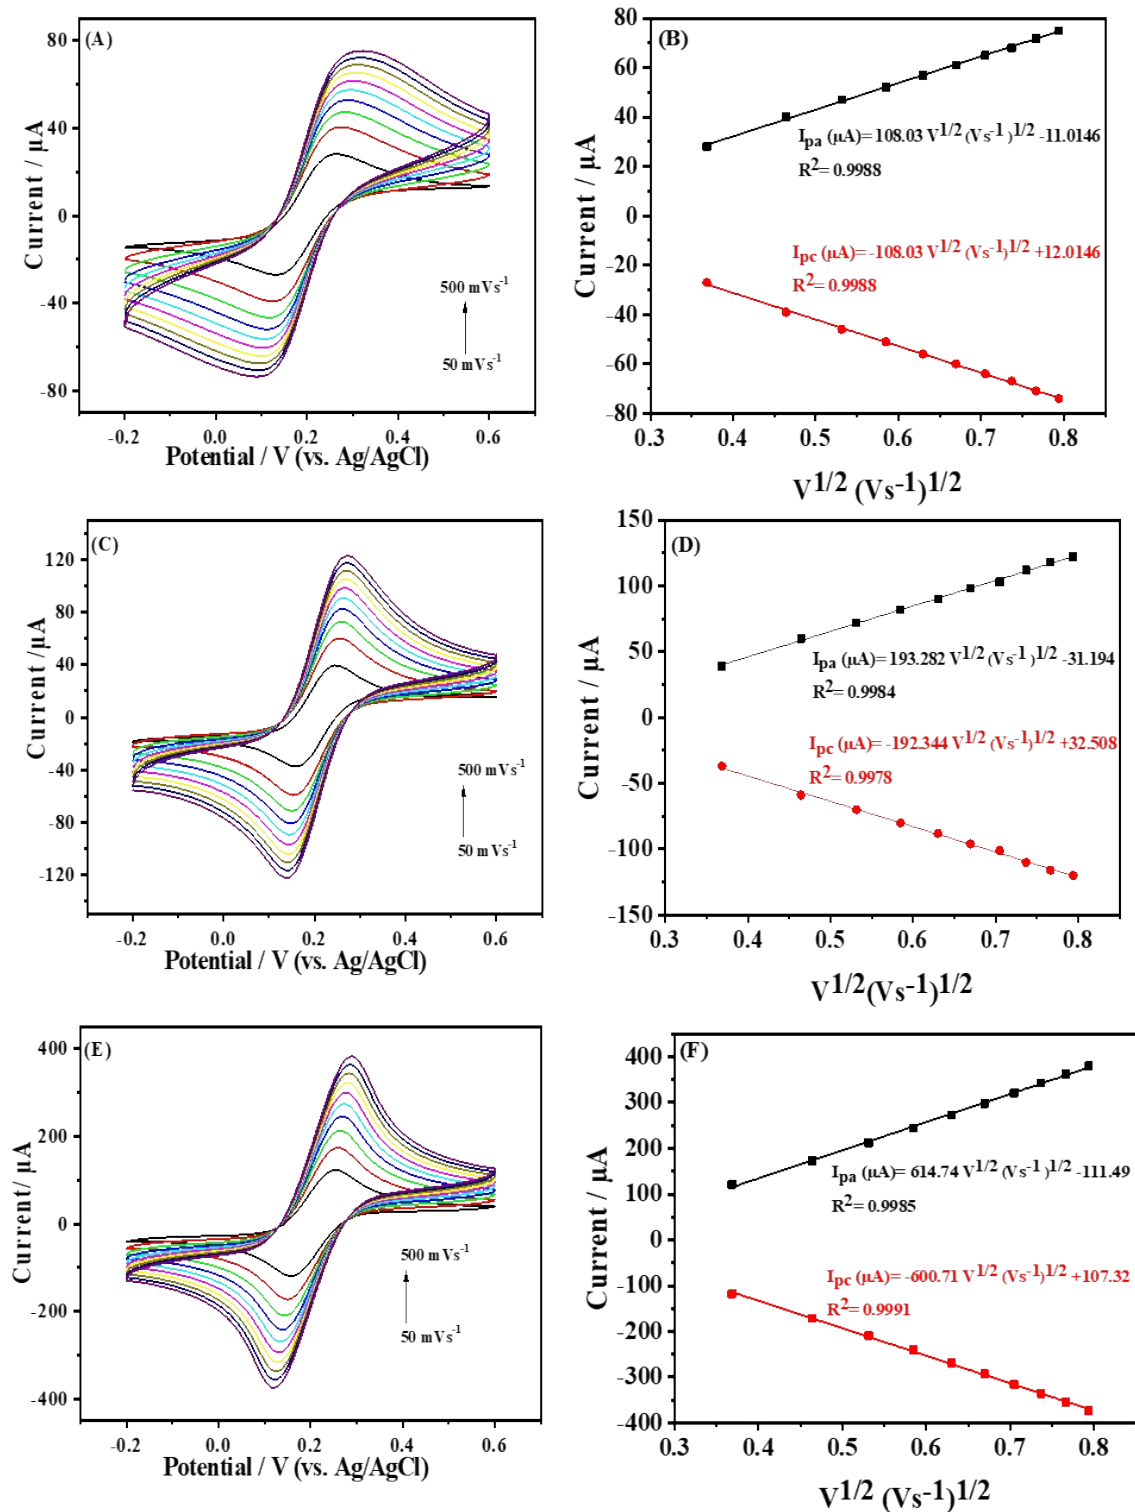 (A)
80
40
0
-40
-80
Current / µA
500 mVs-1
50 mVs-1
-0.2 0.0 0.2 0.4 0.6
Potential / V (vs. Ag/AgCl)
(B)
80
60
40
20
0
-20
-40
-60
-80
Current / µA
Ipa (µA)= 108.03 V1/2 (Vs-1)1/2 -11.0146
R2= 0.9988
Ipc (µA)= -108.03 V1/2 (Vs-1)1/2 +12.0146
R2= 0.9988
0.3 0.4 0.5 0.6 0.7 0.8
V1/2 (Vs-1)1/2
(C)
120
80
40
0
-40
-80
-120
Current /µA
500 mVs-1
50 mVs-1
-0.2 0.0 0.2 0.4 0.6
Potential / V (vs. Ag/AgCl)
(D)
150
100
50
0
-50
-100
-150
Current / µA
Ipa (µA)= 193.282 V1/2 (Vs-1)1/2 -31.194
R2= 0.9984
Ipc (µA)= -192.344 V1/2 (Vs-1)1/2 +32.508
R2= 0.9978
0.3 0.4 0.5 0.6 0.7 0.8
V1/2(Vs-1)1/2
(E)
400
200
0
-200
-400
Current/ µA
500 mVs-1
50 mVs-1
-0.2 0.0 0.2 0.4 0.6
Potential / V (vs. Ag/AgCl)
(F)
400
300
200
100
0
-100
-200
-300
-400
Current / µA
Ipa (µA)= 614.74 V1/2 (Vs-1)1/2 -111.49
R2= 0.9985
Ipc (µA)= -600.71 V1/2 (Vs-1)1/2 +107.32
R2= 0.9991
0.3 0.4 0.5 0.6 0.7 0.8
V1/2 (Vs-1)1/2